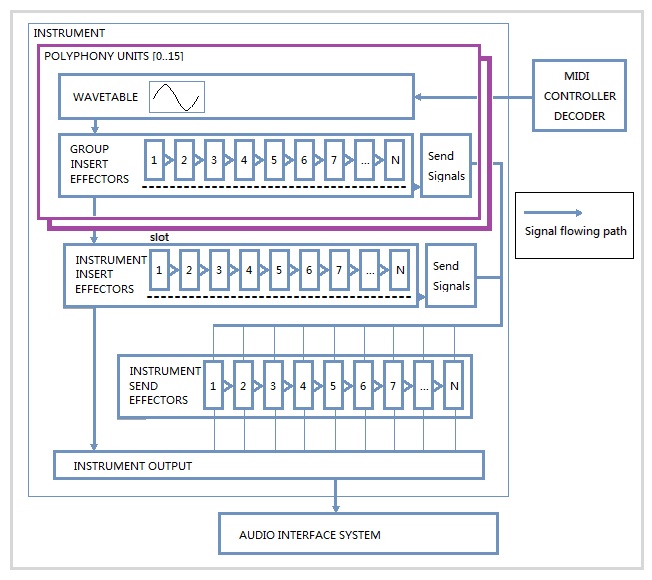 INSTRUMENT
POLYPHONY UNITS [0..15]
WAVETABLE
MIDI
CONTROLLER
DECODER
GROUP
INSERT
EFFECTORS
1 2 3 4 5 6 7 ... N
Send
Signals
Signal flowing path
slot
INSTRUMENT
INSERT
EFFECTORS
1 2 3 4 5 6 7 ... N
Send
Signals
INSTRUMENT
SEND
EFFECTORS
1 2 3 4 5 6 7 ... N
INSTRUMENT OUTPUT
AUDIO INTERFACE SYSTEM